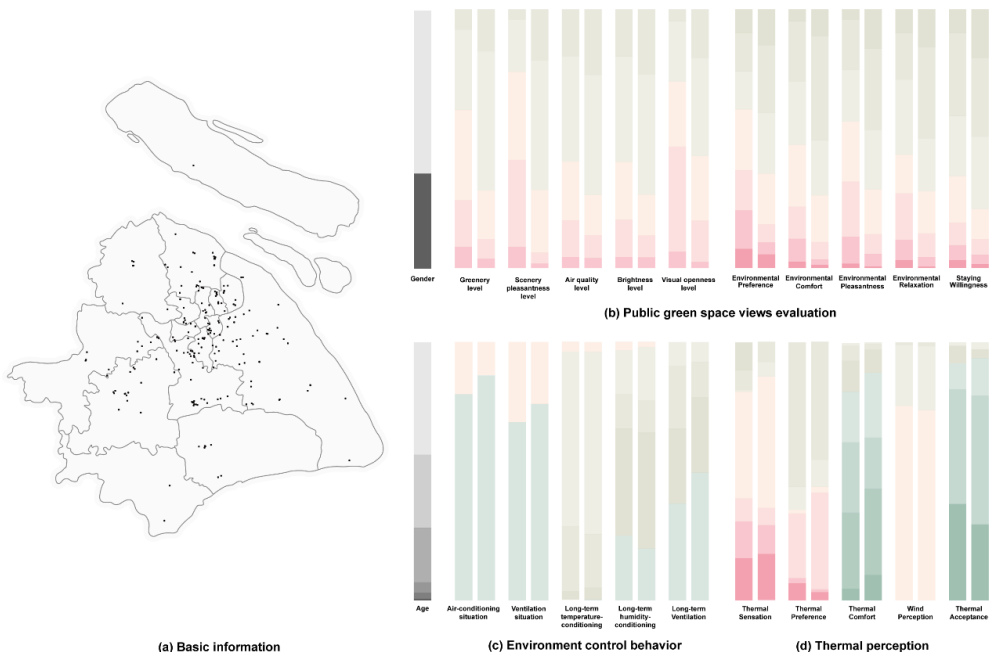 Gender
Greenery
level
Scenery
pleasantness
level
Air quality
level
Brightness
level
Visual openness
level
Environmental
Preference
Environmental
Comfort
Environmental
Pleasantness
Environmental
Relaxation
Staying
Willingness
(b) Public green space views evaluation
Age
Air-conditioning
situation
Ventilation
situation
Long-term
temperature-
conditioning
Long-term
humidity-
conditioning
Long-term
Ventilation
Thermal
Sensation
Thermal
Preference
Thermal
Comfort
Wind
Perception
Thermal
Acceptance
(a) Basic information
(c) Environment control behavior
(d) Thermal perception